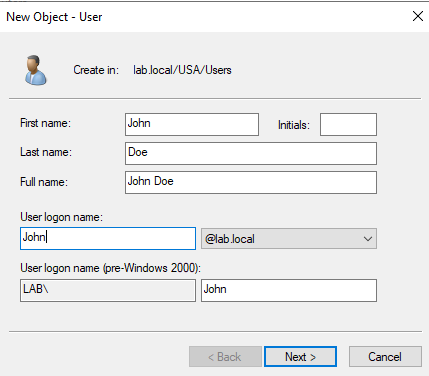 New Object - User
Create in: lab.local/USA/Users
First name: John Initials:
Last name: Doe
Full name: John Doe
User logon name:
John @lab.local
User logon name (pre-Windows 2000):
LAB\ John
< Back Next > Cancel